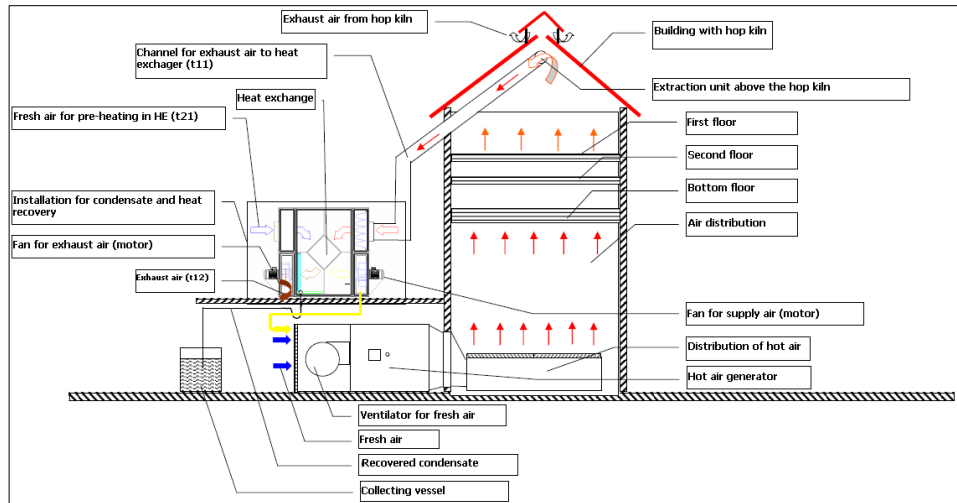 Exhaust air from hop kiln
Building with hop kiln
Channel for exhaust air to heat
exchager (t11)
Extraction unit above the hop kiln
Heat exchange
Fresh air for pre-heating in HE (t21)
First floor
Second floor
Bottom floor
Installation for condensate and heat
recovery
Air distribution
Fan for exhaust air (motor)
Exhaust air (t12)
Fan for supply air (motor)
Distribution of hot air
Hot air generator
Ventilator for fresh air
Fresh air
Recovered condensate
Collecting vessel